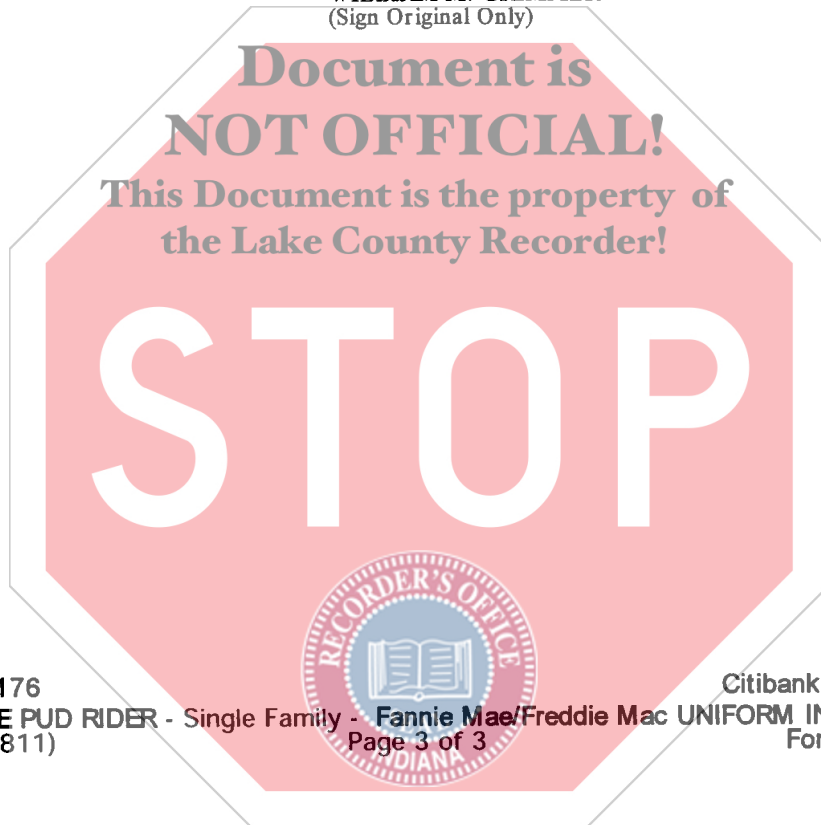 (Sign Original Only)
Document is
NOT OFFICIAL!
This Document is the property of
the Lake County Recorder!
STOP
RECORDER'S OFFICE
INDIANA
176 Citibank
E PUD RIDER - Single Family - Fannie Mae/Freddie Mac UNIFORM IN
811) Page 3 of 3 For